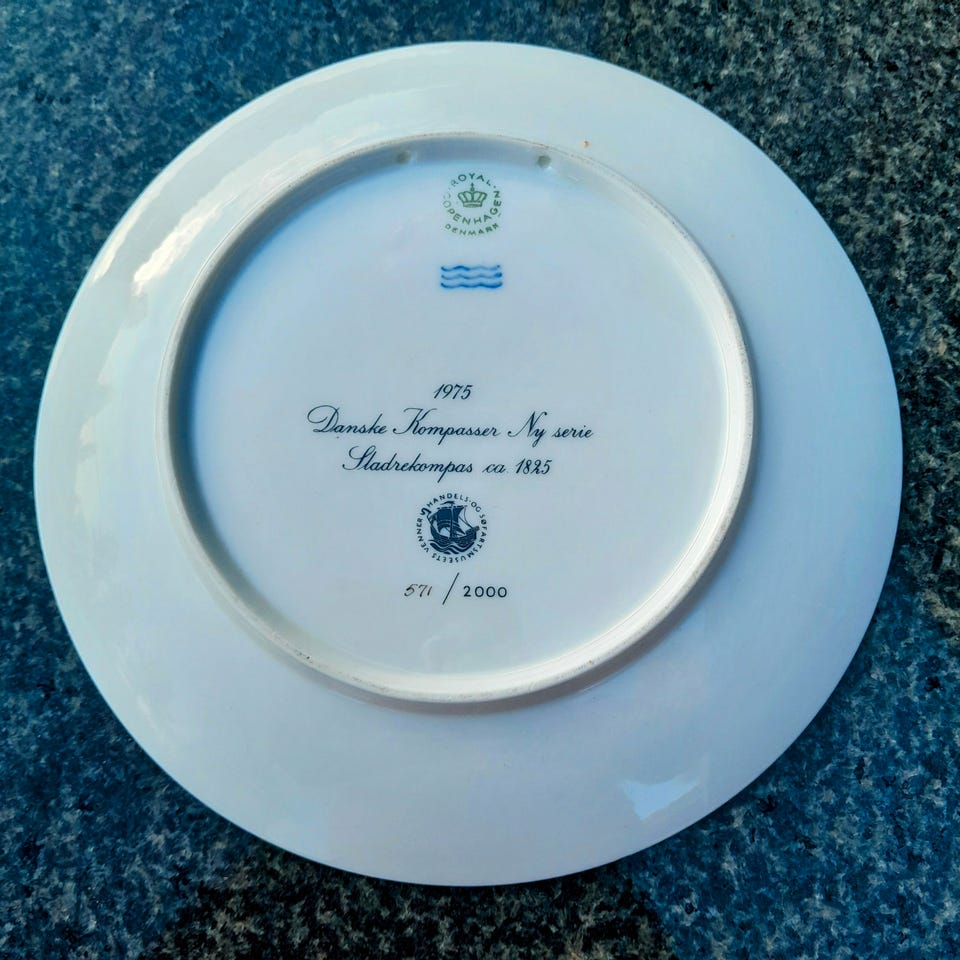 ROYAL
COPENHAGEN
DENMARK
1975
Danske Kompasser Ny serie
Sladrekompas ca. 1825
HANDELS-OG SØFARTSMUSEETS VENNER
571/2000